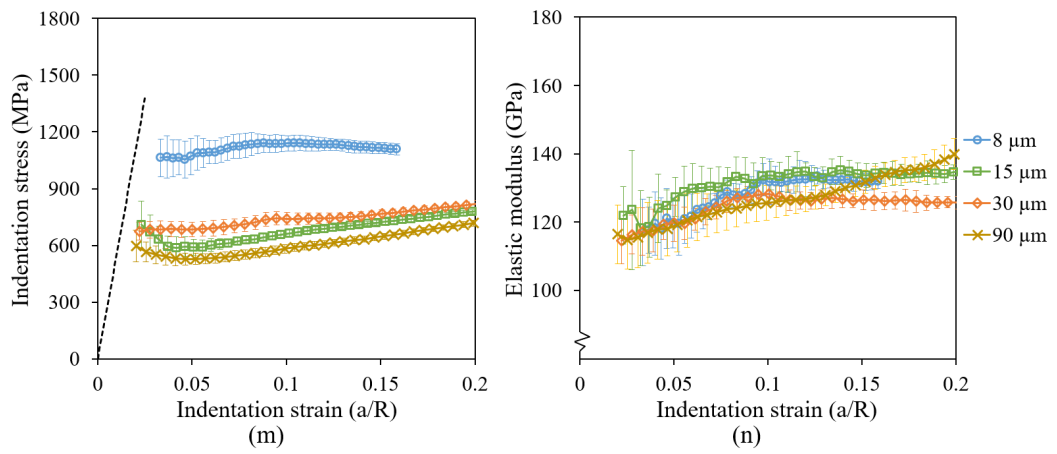 Indentation stress (MPa)
1800
1500
1200
900
600
300
0
0
0.05
0.1
0.15
0.2
Indentation strain (a/R)
(m)
Elastic modulus (GPa)
180
160
140
120
100
0.05
0.1
0.15
0.2
Indentation strain (a/R)
(n)
8 µm
15 µm
30 µm
90 µm